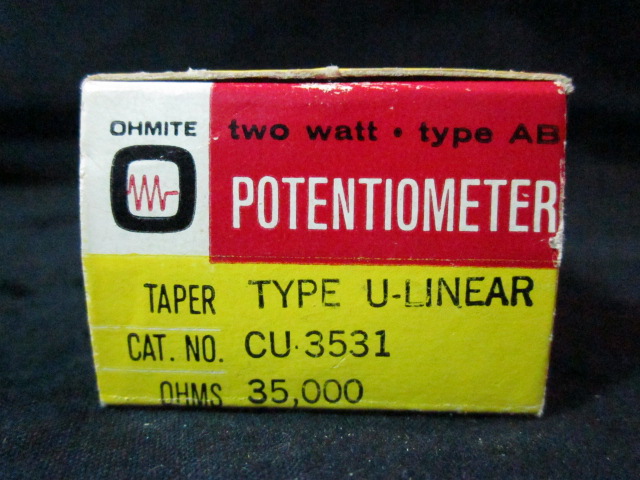 OHMITE
two watt • type AB
POTENTIOMETER
TAPER TYPE U-LINEAR
CAT. NO. CU-3531
OHMS 35,000